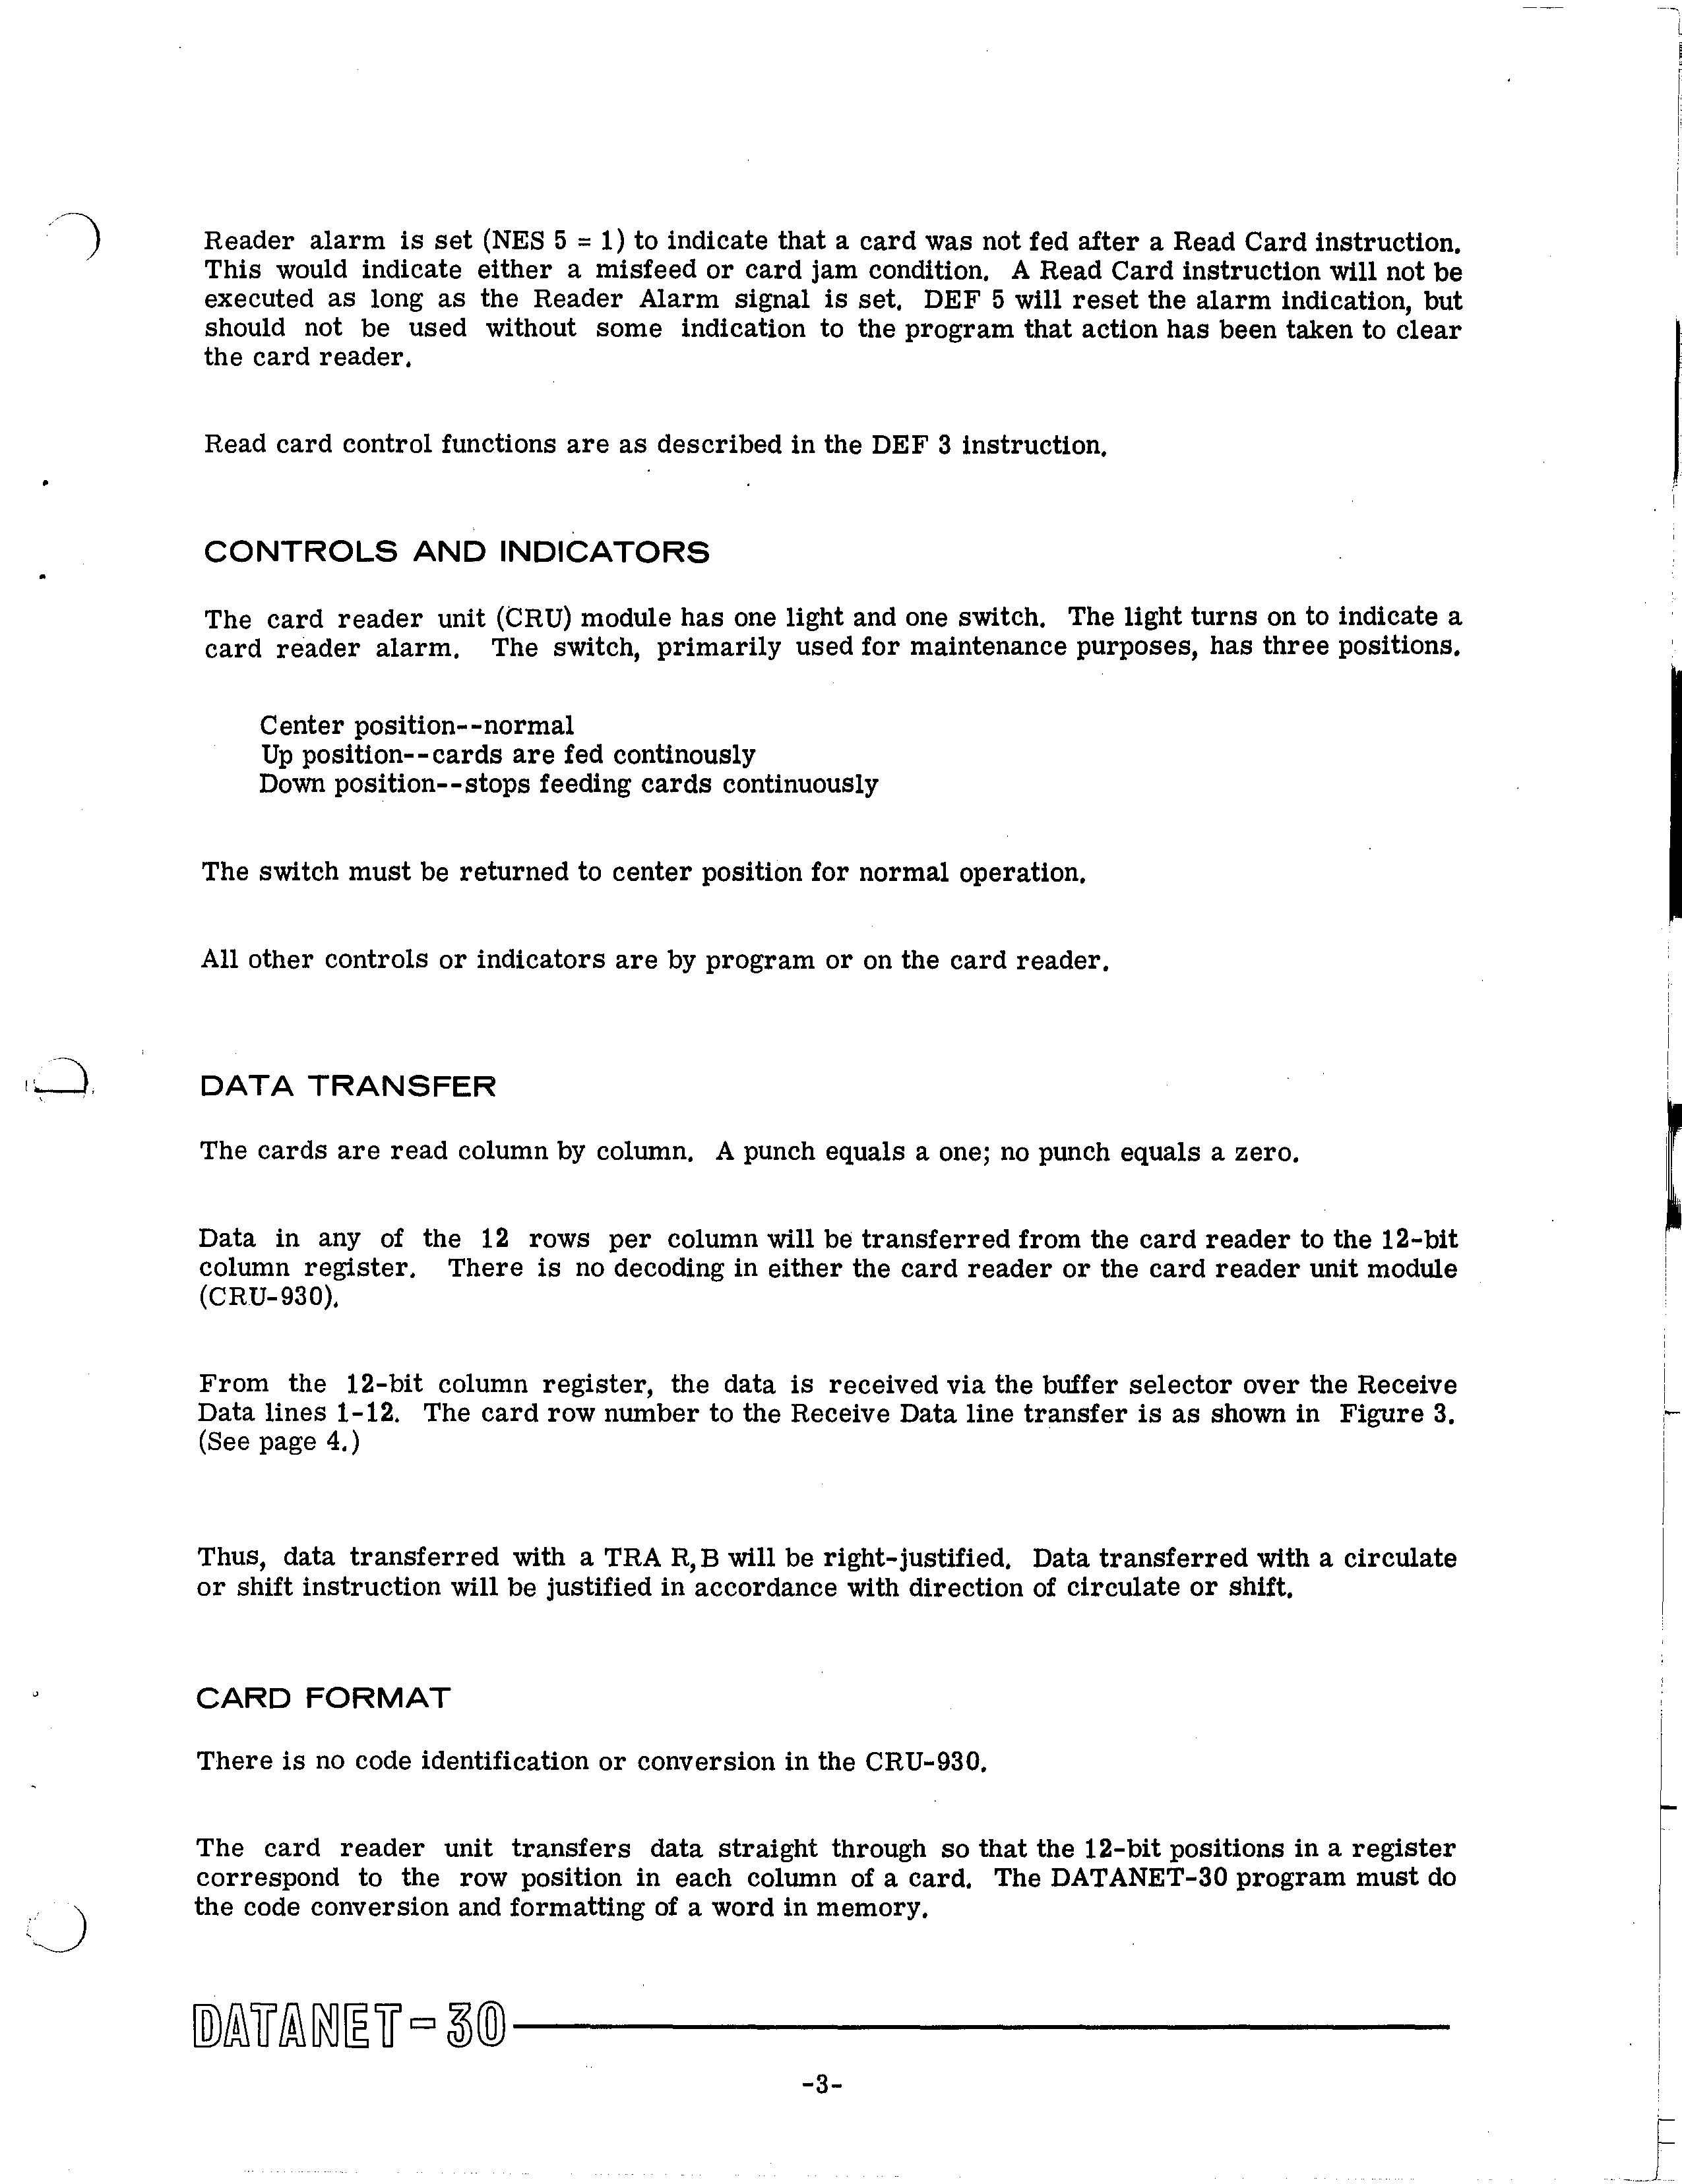 Reader alarm is set (NES 5 = 1) to indicate that a card was not fed after a Read Card instruction.
This would indicate either a misfeed or card jam condition. A Read Card instruction will not be
executed as long as the Reader Alarm signal is set. DEF 5 will reset the alarm indication, but
should not be used without some indication to the program that action has been taken to clear
the card reader.
Read card control functions are as described in the DEF 3 instruction.
CONTROLS AND INDICATORS
The card reader unit (CRU) module has one light and one switch. The light turns on to indicate a
card reader alarm. The switch, primarily used for maintenance purposes, has three positions.
Center position--normal
Up position--cards are fed continously
Down position--stops feeding cards continuously
The switch must be returned to center position for normal operation.
All other controls or indicators are by program or on the card reader.
DATA TRANSFER
The cards are read column by column. A punch equals a one; no punch equals a zero.
Data in any of the 12 rows per column will be transferred from the card reader to the 12-bit
column register. There is no decoding in either the card reader or the card reader unit module
(CRU-930).
From the 12-bit column register, the data is received via the buffer selector over the Receive
Data lines 1-12. The card row number to the Receive Data line transfer is as shown in Figure 3.
(See page 4.)
Thus, data transferred with a TRA R,B will be right-justified. Data transferred with a circulate
or shift instruction will be justified in accordance with direction of circulate or shift.
CARD FORMAT
There is no code identification or conversion in the CRU-930.
The card reader unit transfers data straight through so that the 12-bit positions in a register
correspond to the row position in each column of a card. The DATANET-30 program must do
the code conversion and formatting of a word in memory.
DATANET-30
-3-